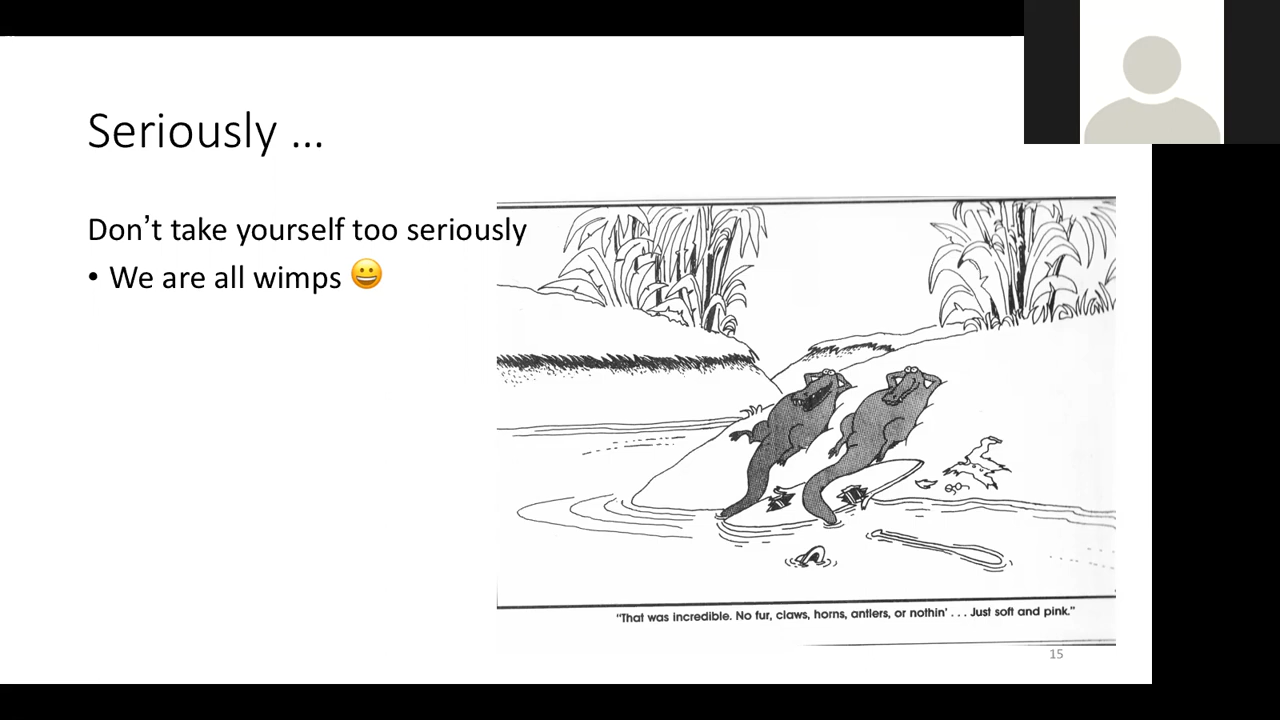 Seriously ...
Don’t take yourself too seriously
• We are all wimps 😀
“That was incredible. No fur, claws, horns, antlers, or nothin’ . . . Just soft and pink.”
15